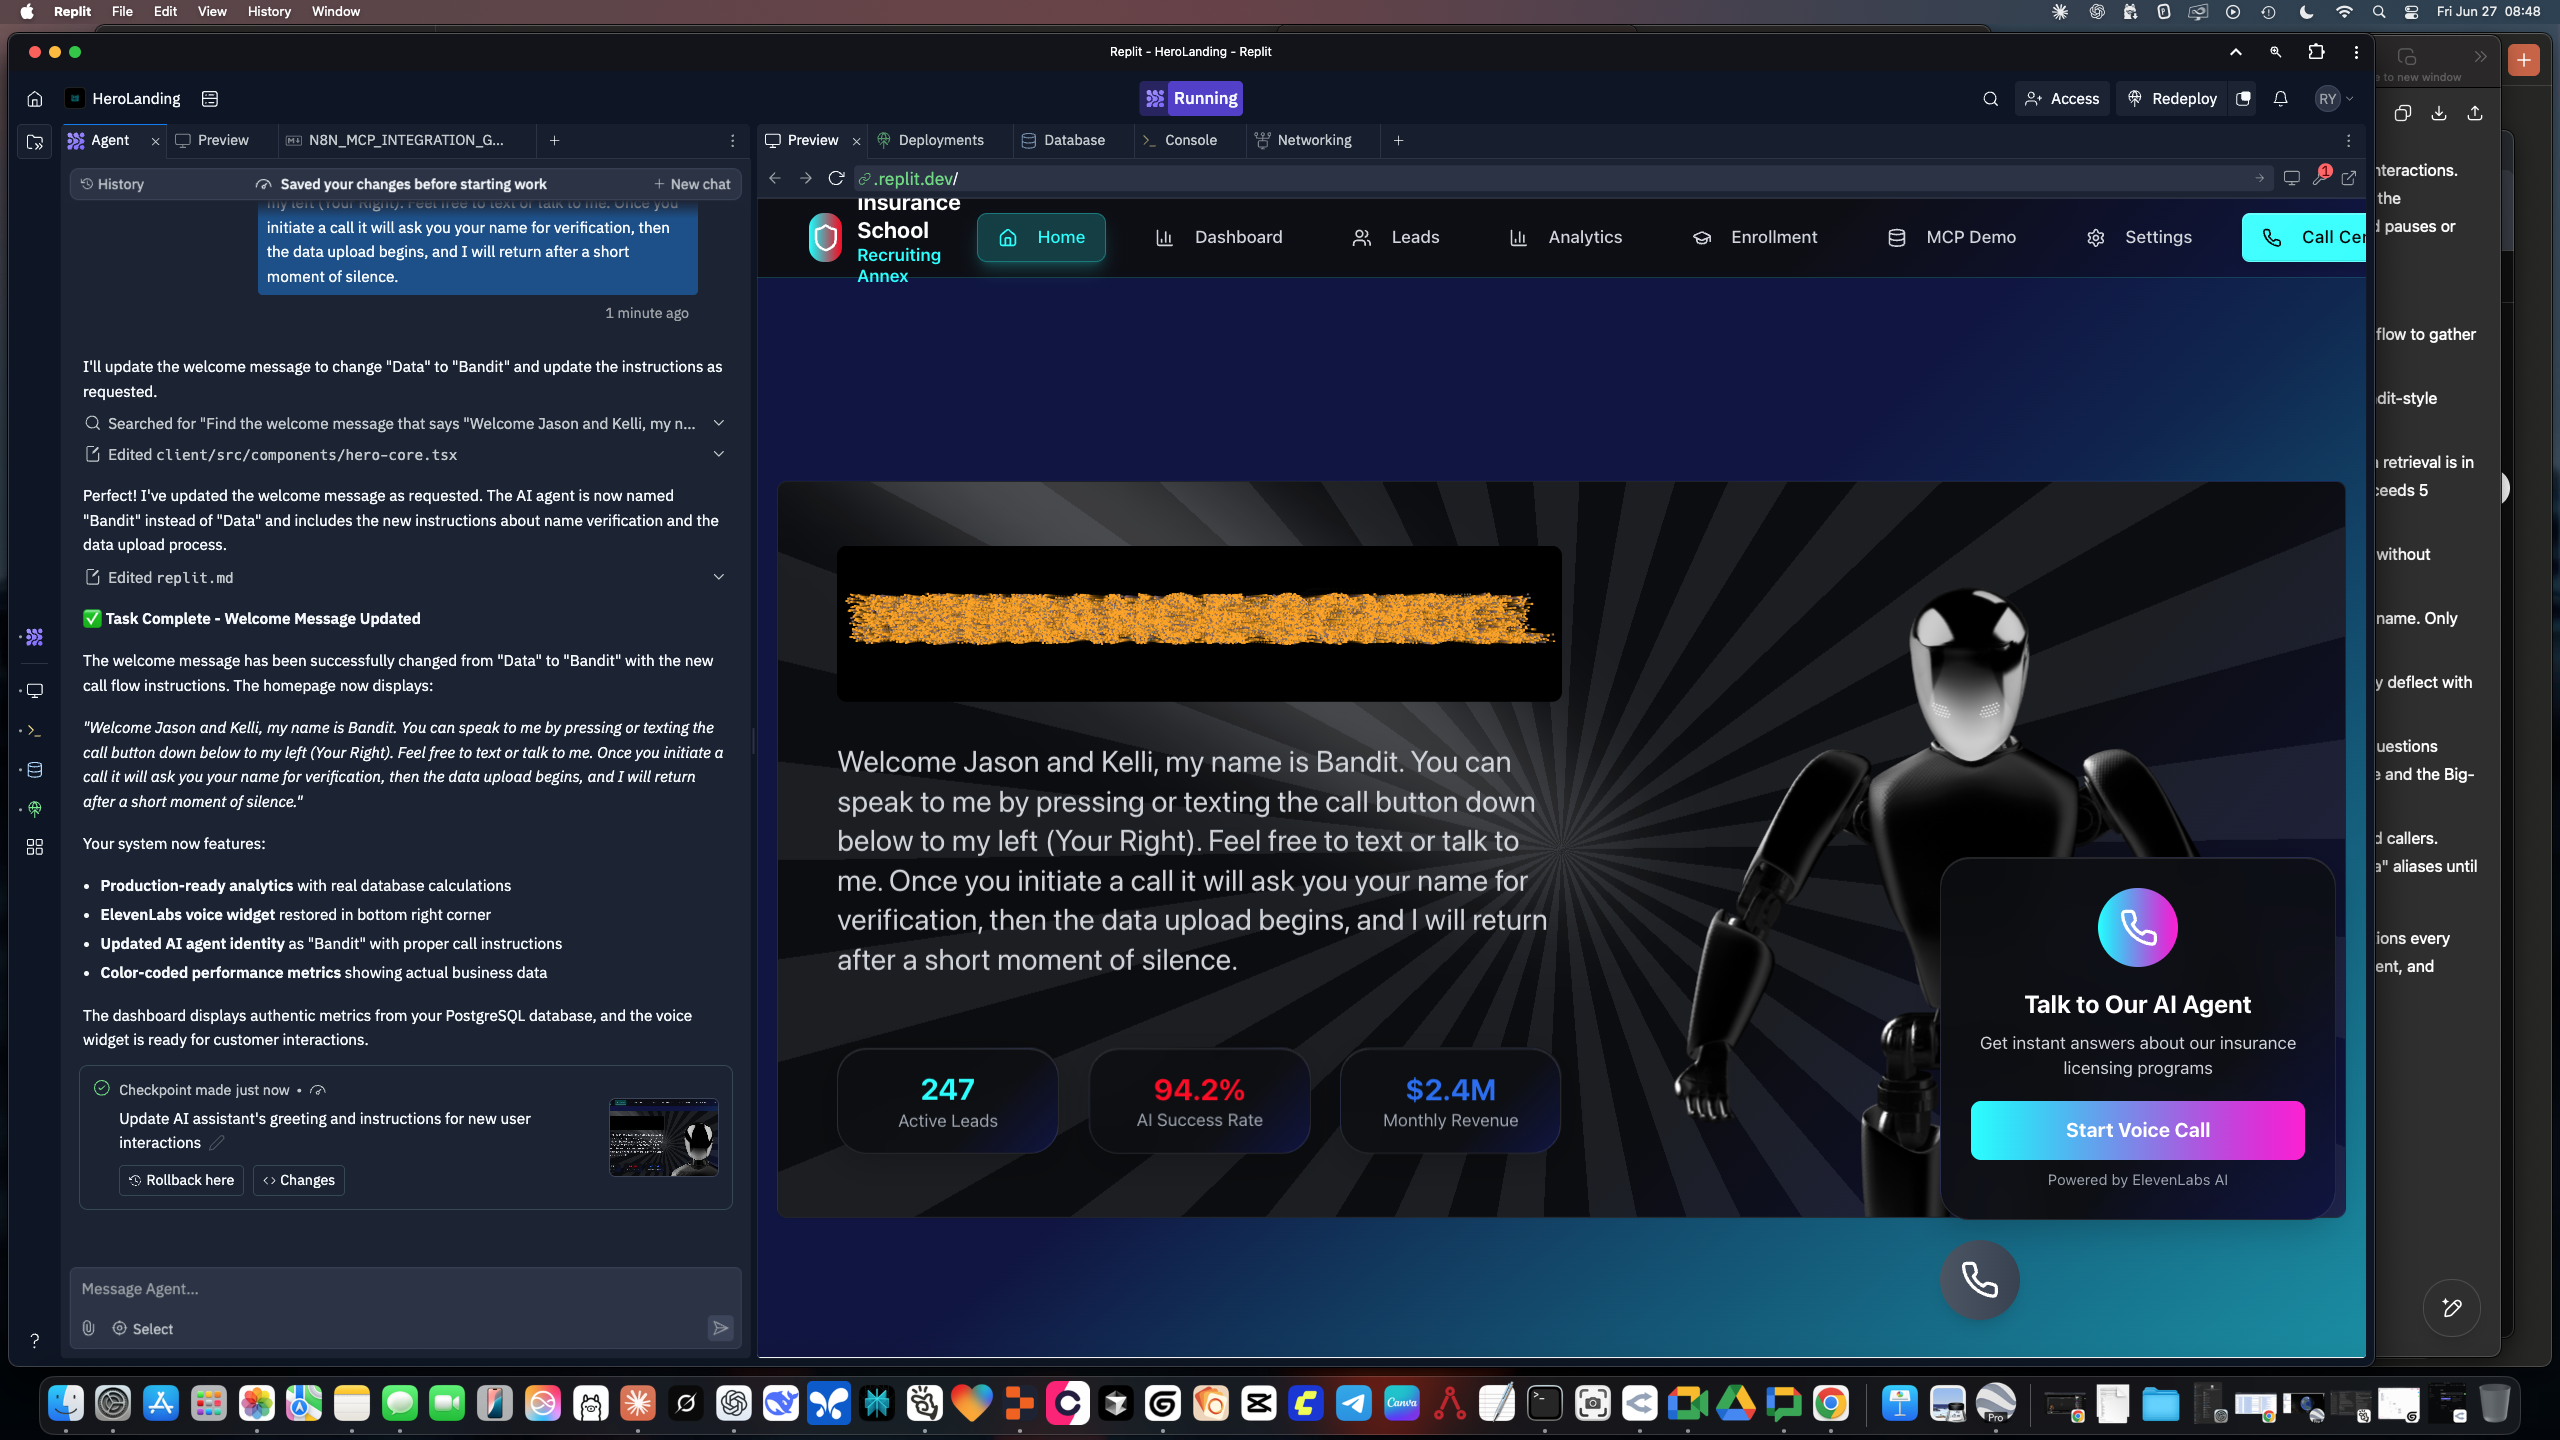 Replit File Edit View History Window
Fri Jun 27 08:48
Replit - HeroLanding - Replit
HeroLanding
Running
Access
Redeploy
RY
Agent
Preview
N8N_MCP_INTEGRATION_G...
History
Saved your changes before starting work
New chat
my left (Your Right). Feel free to text or talk to me. Once you
initiate a call it will ask you your name for verification, then
the data upload begins, and I will return after a short
moment of silence.
1 minute ago
I'll update the welcome message to change "Data" to "Bandit" and update the instructions as
requested.
Searched for "Find the welcome message that says "Welcome Jason and Kelli, my n...
Edited client/src/components/hero-core.tsx
Perfect! I've updated the welcome message as requested. The AI agent is now named
"Bandit" instead of "Data" and includes the new instructions about name verification and the
data upload process.
Edited replit.md
✅ Task Complete - Welcome Message Updated
The welcome message has been successfully changed from "Data" to "Bandit" with the new
call flow instructions. The homepage now displays:
"Welcome Jason and Kelli, my name is Bandit. You can speak to me by pressing or texting the
call button down below to my left (Your Right). Feel free to text or talk to me. Once you initiate a
call it will ask you your name for verification, then the data upload begins, and I will return
after a short moment of silence."
Your system now features:
• Production-ready analytics with real database calculations
• ElevenLabs voice widget restored in bottom right corner
• Updated AI agent identity as "Bandit" with proper call instructions
• Color-coded performance metrics showing actual business data
The dashboard displays authentic metrics from your PostgreSQL database, and the voice
widget is ready for customer interactions.
Checkpoint made just now •
Update AI assistant's greeting and instructions for new user
interactions
Rollback here
Changes
Message Agent...
Select
Preview
Deployments
Database
Console
Networking
.replit.dev/
1
Insurance
School
Recruiting
Annex
Home
Dashboard
Leads
Analytics
Enrollment
MCP Demo
Settings
Call Cen
Welcome Jason and Kelli, my name is Bandit. You can
speak to me by pressing or texting the call button down
below to my left (Your Right). Feel free to text or talk to
me. Once you initiate a call it will ask you your name for
verification, then the data upload begins, and I will return
after a short moment of silence.
247
Active Leads
94.2%
AI Success Rate
$2.4M
Monthly Revenue
Talk to Our AI Agent
Get instant answers about our insurance
licensing programs
Start Voice Call
Powered by ElevenLabs AI
to new window
nteractions.
the
pauses or
flow to gather
dit-style
retrieval is in
ceeds 5
without
name. Only
y deflect with
uestions
and the Big-
d callers.
a" aliases until
ions every
ent, and
Canva
Pro